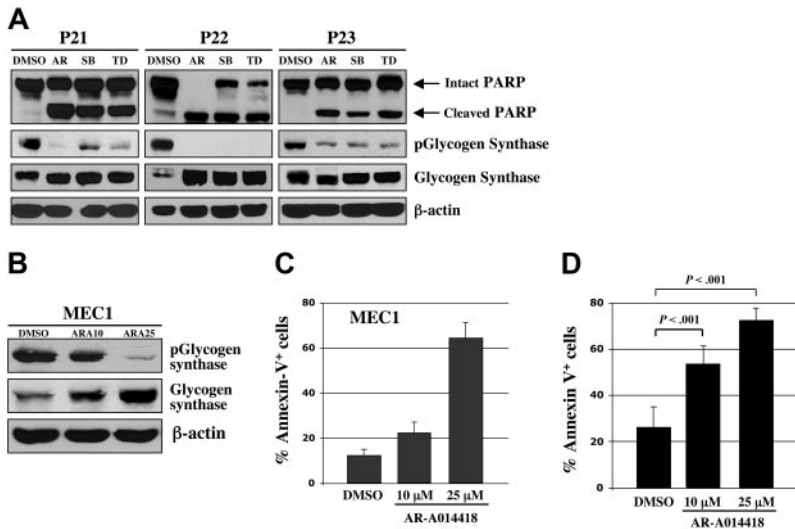 A
P21 P22 P23
DMSO AR SB TD DMSO AR SB TD DMSO AR SB TD
Intact PARP
Cleaved PARP
pGlycogen Synthase
Glycogen Synthase
β-actin
B
MEC1
DMSO ARA10 ARA25
pGlycogen
synthase
Glycogen
synthase
β-actin
C
MEC1
% Annexin-V⁺ cells
80
60
40
20
0
DMSO 10 μM 25 μM
AR-A014418
D
P < .001
P < .001
% Annexin V⁺ cells
80
60
40
20
0
DMSO 10 μM 25 μM
AR-A014418